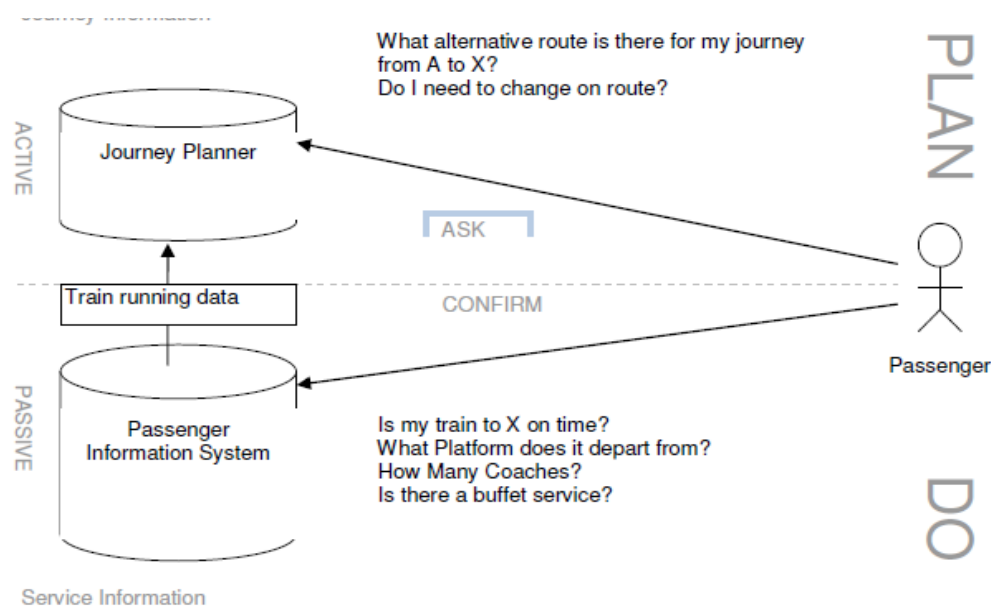 Journey Information
What alternative route is there for my journey
from A to X?
Do I need to change on route?
PLAN
ACTIVE
Journey Planner
ASK
Train running data
CONFIRM
Passenger
PASSIVE
Passenger
Information System
Is my train to X on time?
What Platform does it depart from?
How Many Coaches?
Is there a buffet service?
DO
Service Information